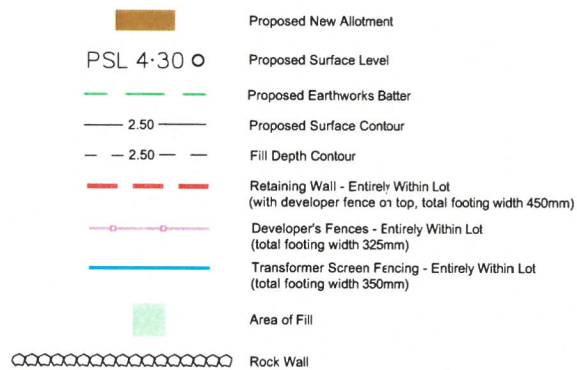 Proposed New Allotment
PSL 4·30 Proposed Surface Level
Proposed Earthworks Batter
2.50 Proposed Surface Contour
2.50 Fill Depth Contour
Retaining Wall - Entirely Within Lot
(with developer fence on top, total footing width 450mm)
Developer's Fences - Entirely Within Lot
(total footing width 325mm)
Transformer Screen Fencing - Entirely Within Lot
(total footing width 350mm)
Area of Fill
Rock Wall